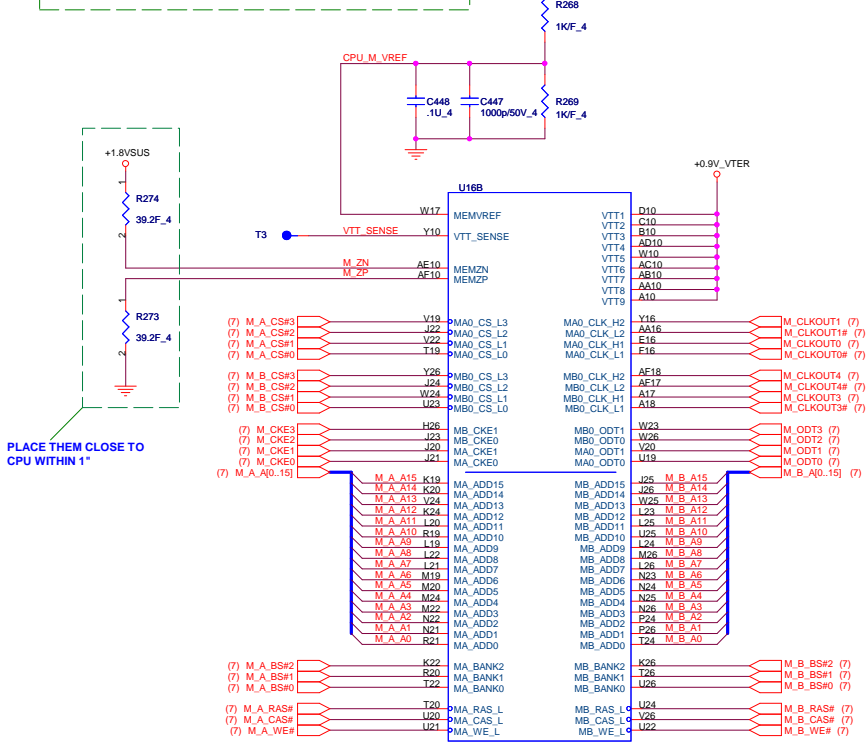 R268
1K/F_4
CPU_M_VREF
C448
.1U_4
C447
1000p/50V_4
R269
1K/F_4
+1.8VSUS
1
R274
39.2F_4
2
+0.9V_VTER
U16B
W17 MEMVREF VTT1 D10
VTT2 C10
T3 VTT_SENSE Y10 VTT_SENSE VTT3 B10
VTT4 AD10
VTT5 W10
M_ZN AE10 MEMZN VTT6 AC10
M_ZP AF10 MEMZP VTT7 AB10
VTT8 AA10
VTT9 A10
1
R273
39.2F_4
2
(7) M_A_CS#3 V19 MA0_CS_L3 MA0_CLK_H2 Y16 M_CLKOUT1 (7)
(7) M_A_CS#2 J22 MA0_CS_L2 MA0_CLK_L2 AA16 M_CLKOUT1# (7)
(7) M_A_CS#1 V22 MA0_CS_L1 MA0_CLK_H1 E16 M_CLKOUT0 (7)
(7) M_A_CS#0 T19 MA0_CS_L0 MA0_CLK_L1 F16 M_CLKOUT0# (7)
(7) M_B_CS#3 Y26 MB0_CS_L3 MB0_CLK_H2 AF18 M_CLKOUT4 (7)
(7) M_B_CS#2 J24 MB0_CS_L2 MB0_CLK_L2 AF17 M_CLKOUT4# (7)
(7) M_B_CS#1 W24 MB0_CS_L1 MB0_CLK_H1 A17 M_CLKOUT3 (7)
(7) M_B_CS#0 U23 MB0_CS_L0 MB0_CLK_L1 A18 M_CLKOUT3# (7)
(7) M_CKE3 H26 MB_CKE1 MB0_ODT1 W23 M_ODT3 (7)
(7) M_CKE2 J23 MB_CKE0 MB0_ODT0 W26 M_ODT2 (7)
(7) M_CKE1 J20 MA_CKE1 MA0_ODT1 V20 M_ODT1 (7)
(7) M_CKE0 J21 MA_CKE0 MA0_ODT0 U19 M_ODT0 (7)
PLACE THEM CLOSE TO
CPU WITHIN 1"
(7) M_A_A[0..15] M_B_A[0..15] (7)
M_A_A15 K19 MA_ADD15 MB_ADD15 J25 M_B_A15
M_A_A14 K20 MA_ADD14 MB_ADD14 J26 M_B_A14
M_A_A13 V24 MA_ADD13 MB_ADD13 W25 M_B_A13
M_A_A12 K24 MA_ADD12 MB_ADD12 L23 M_B_A12
M_A_A11 L20 MA_ADD11 MB_ADD11 L25 M_B_A11
M_A_A10 R19 MA_ADD10 MB_ADD10 U25 M_B_A10
M_A_A9 L19 MA_ADD9 MB_ADD9 L24 M_B_A9
M_A_A8 L22 MA_ADD8 MB_ADD8 M26 M_B_A8
M_A_A7 L21 MA_ADD7 MB_ADD7 L26 M_B_A7
M_A_A6 M19 MA_ADD6 MB_ADD6 N23 M_B_A6
M_A_A5 M20 MA_ADD5 MB_ADD5 N24 M_B_A5
M_A_A4 M24 MA_ADD4 MB_ADD4 N25 M_B_A4
M_A_A3 M22 MA_ADD3 MB_ADD3 N26 M_B_A3
M_A_A2 N22 MA_ADD2 MB_ADD2 P24 M_B_A2
M_A_A1 N21 MA_ADD1 MB_ADD1 P26 M_B_A1
M_A_A0 R21 MA_ADD0 MB_ADD0 T24 M_B_A0
(7) M_A_BS#2 K22 MA_BANK2 MB_BANK2 K26 M_B_BS#2 (7)
(7) M_A_BS#1 R20 MA_BANK1 MB_BANK1 T26 M_B_BS#1 (7)
(7) M_A_BS#0 T22 MA_BANK0 MB_BANK0 U26 M_B_BS#0 (7)
(7) M_A_RAS# T20 MA_RAS_L MB_RAS_L U24 M_B_RAS# (7)
(7) M_A_CAS# U20 MA_CAS_L MB_CAS_L V26 M_B_CAS# (7)
(7) M_A_WE# U21 MA_WE_L MB_WE_L U22 M_B_WE# (7)